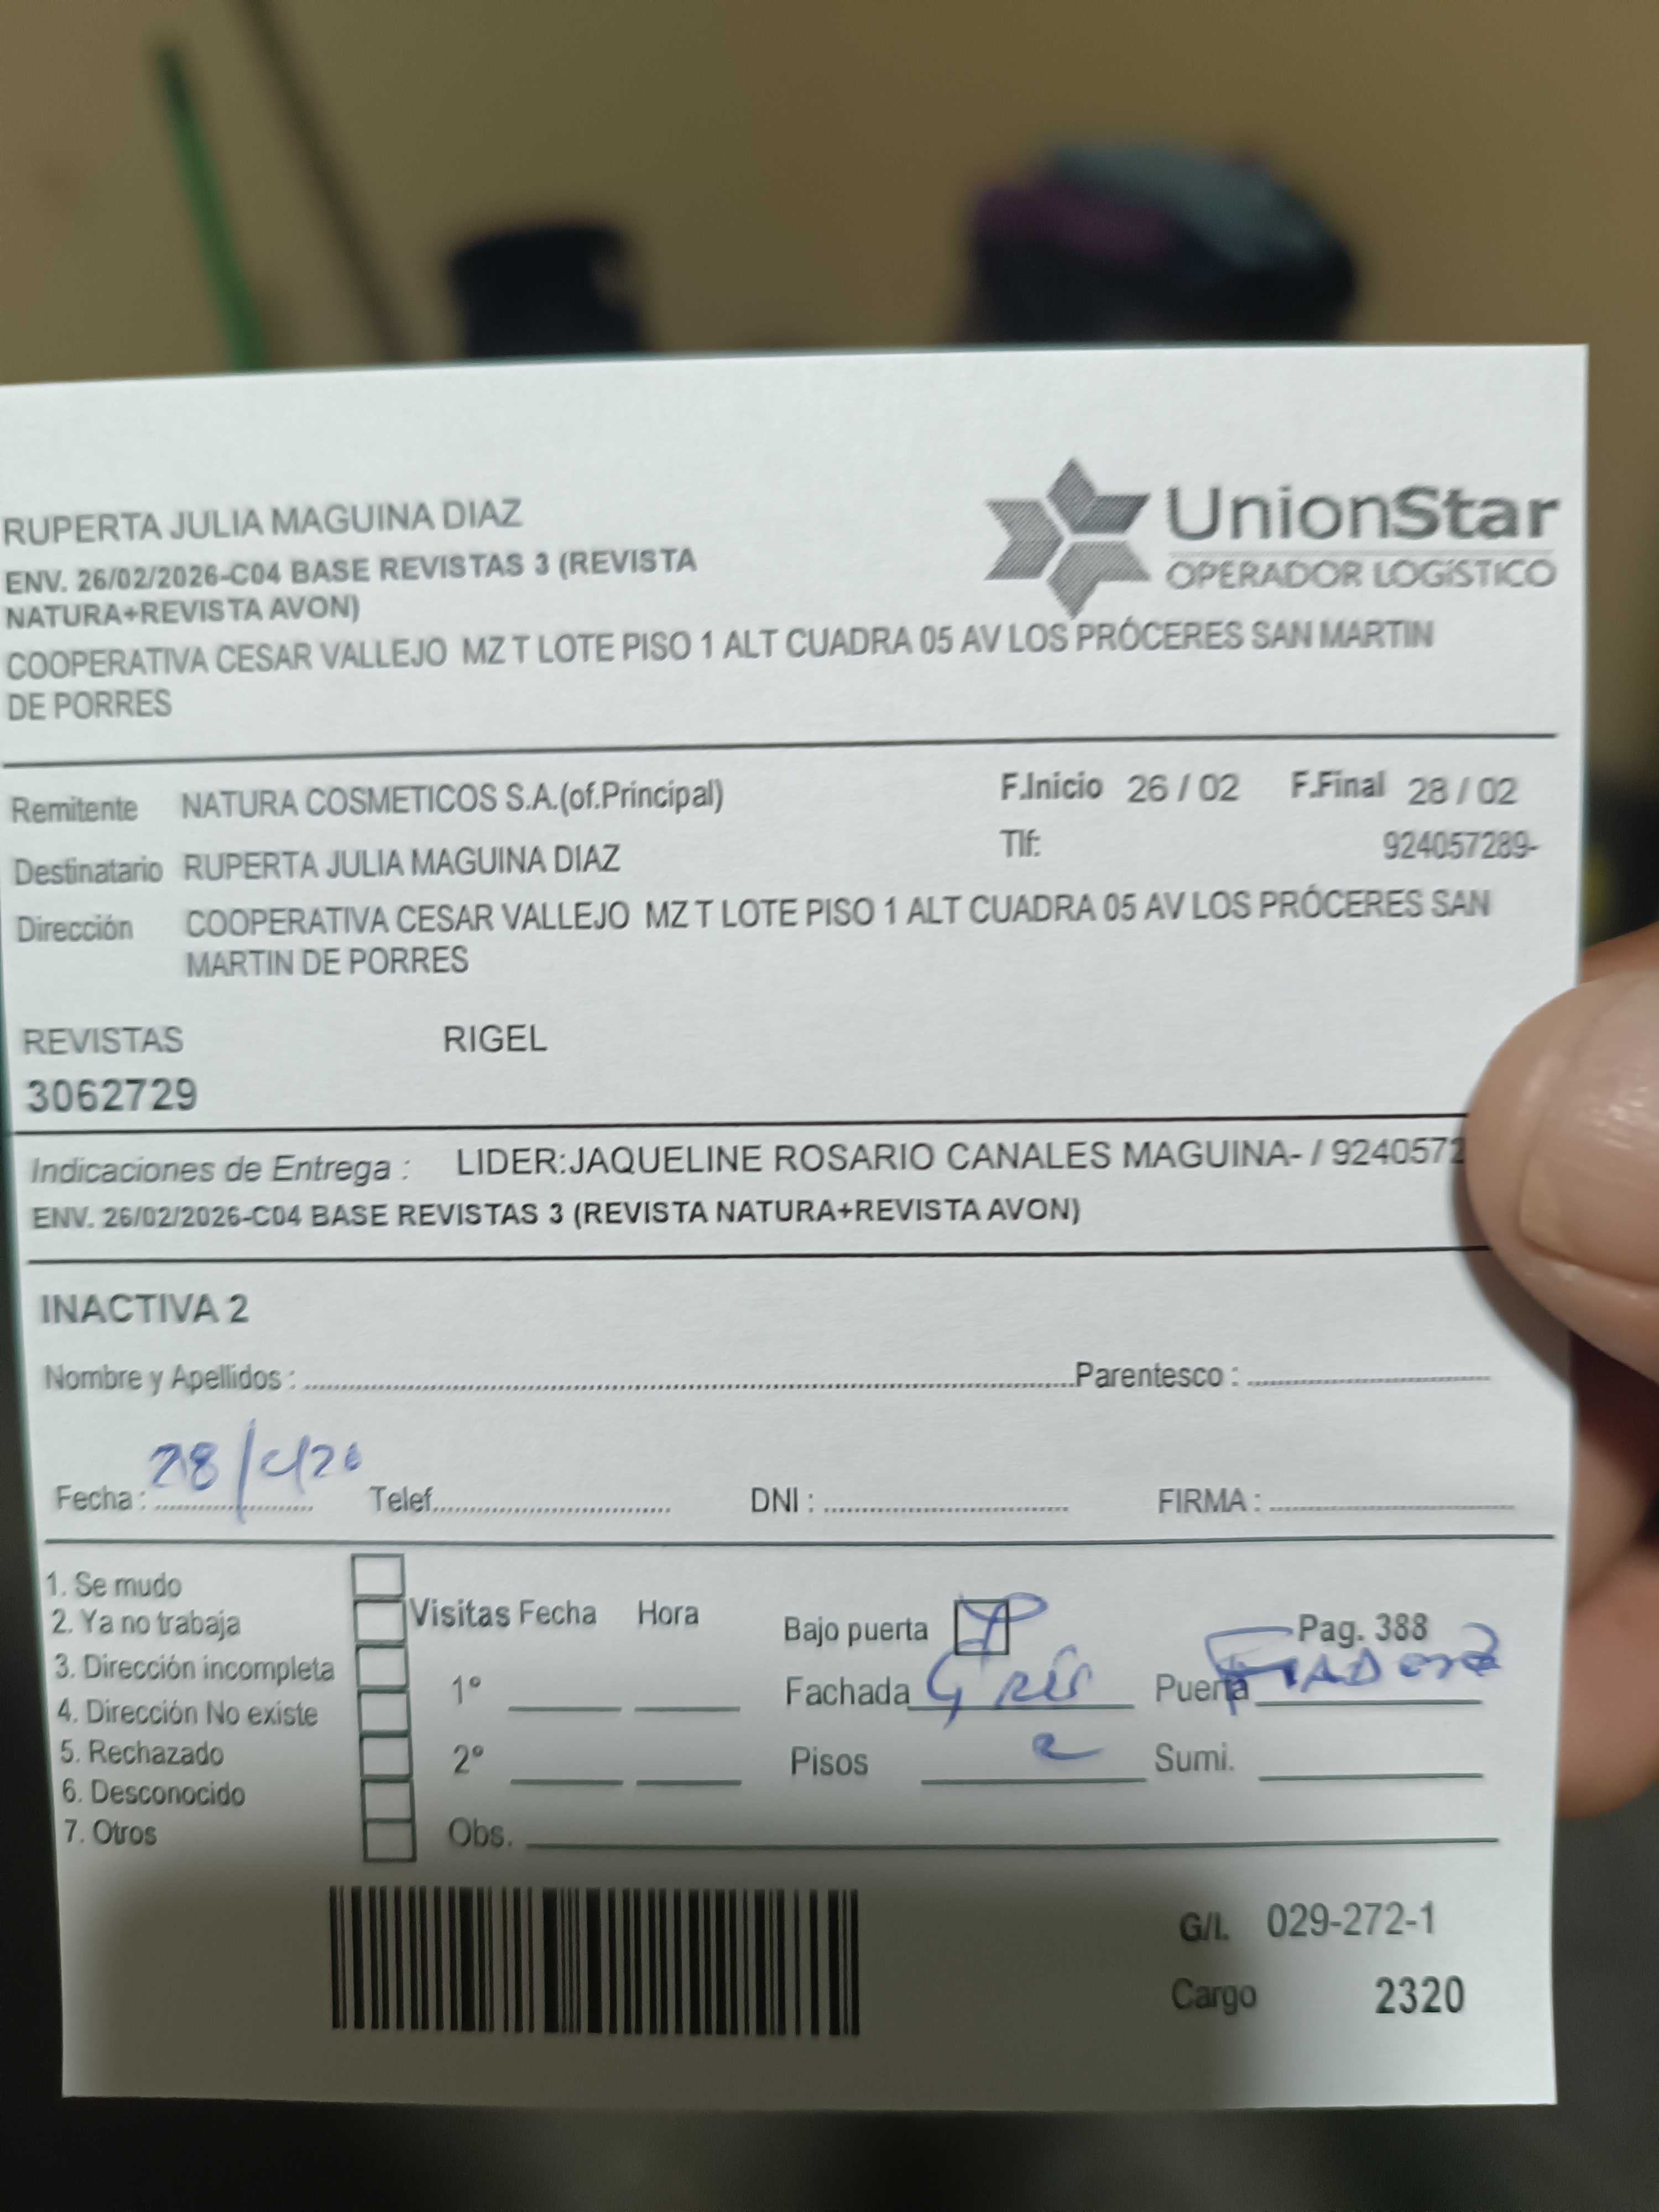 RUPERTA JULIA MAGUINA DIAZ
UnionStar
OPERADOR LOGÍSTICO
ENV. 26/02/2026-C04 BASE REVISTAS 3 (REVISTA
NATURA+REVISTA AVON)
COOPERATIVA CESAR VALLEJO MZ T LOTE PISO 1 ALT CUADRA 05 AV LOS PRÓCERES SAN MARTIN
DE PORRES
Remitente NATURA COSMETICOS S.A.(of.Principal) F.Inicio 26 / 02 F.Final 28 / 02
Destinatario RUPERTA JULIA MAGUINA DIAZ Tlf: 924057289-
Dirección COOPERATIVA CESAR VALLEJO MZ T LOTE PISO 1 ALT CUADRA 05 AV LOS PRÓCERES SAN
MARTIN DE PORRES
REVISTAS RIGEL
3062729
Indicaciones de Entrega : LIDER:JAQUELINE ROSARIO CANALES MAGUINA- / 9240572
ENV. 26/02/2026-C04 BASE REVISTAS 3 (REVISTA NATURA+REVISTA AVON)
INACTIVA 2
Nombre y Apellidos : Parentesco :
Fecha : Telef. DNI : FIRMA :
1. Se mudo
2. Ya no trabaja Visitas Fecha Hora Bajo puerta Pag. 388
3. Dirección incompleta
4. Dirección No existe 1° Fachada Gris Puerta
5. Rechazado 2° Pisos 2 Sumi.
6. Desconocido
7. Otros Obs.
G/I. 029-272-1
Cargo 2320